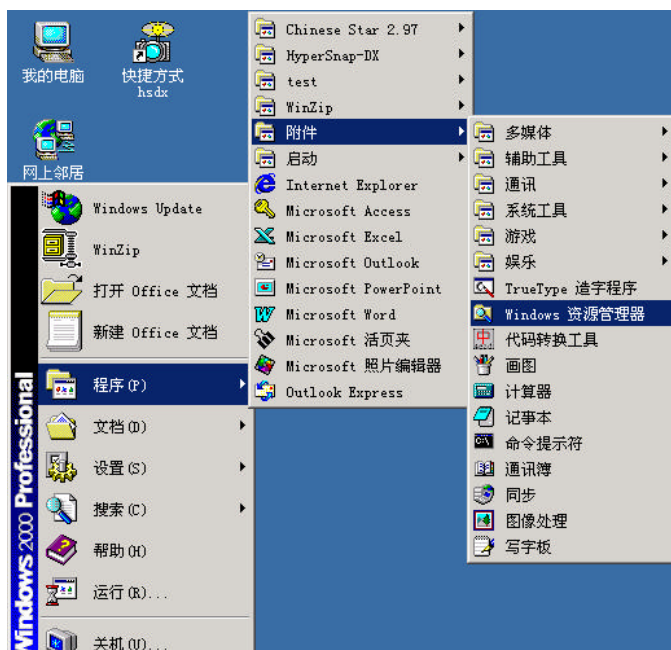 我的电脑
快捷方式
hsdx
网上邻居
Windows Update
WinZip
打开 Office 文档
新建 Office 文档
程序(P)
文档(D)
设置(S)
搜索(C)
帮助(H)
运行(R)...
关机(U)...
Windows 2000 Professional
Chinese Star 2.97
HyperSnap-DX
test
WinZip
附件
启动
Internet Explorer
Microsoft Access
Microsoft Excel
Microsoft Outlook
Microsoft PowerPoint
Microsoft Word
Microsoft 活页夹
Microsoft 照片编辑器
Outlook Express
多媒体
辅助工具
通讯
系统工具
游戏
娱乐
TrueType 造字程序
Windows 资源管理器
代码转换工具
画图
计算器
记事本
命令提示符
通讯簿
同步
图像处理
写字板